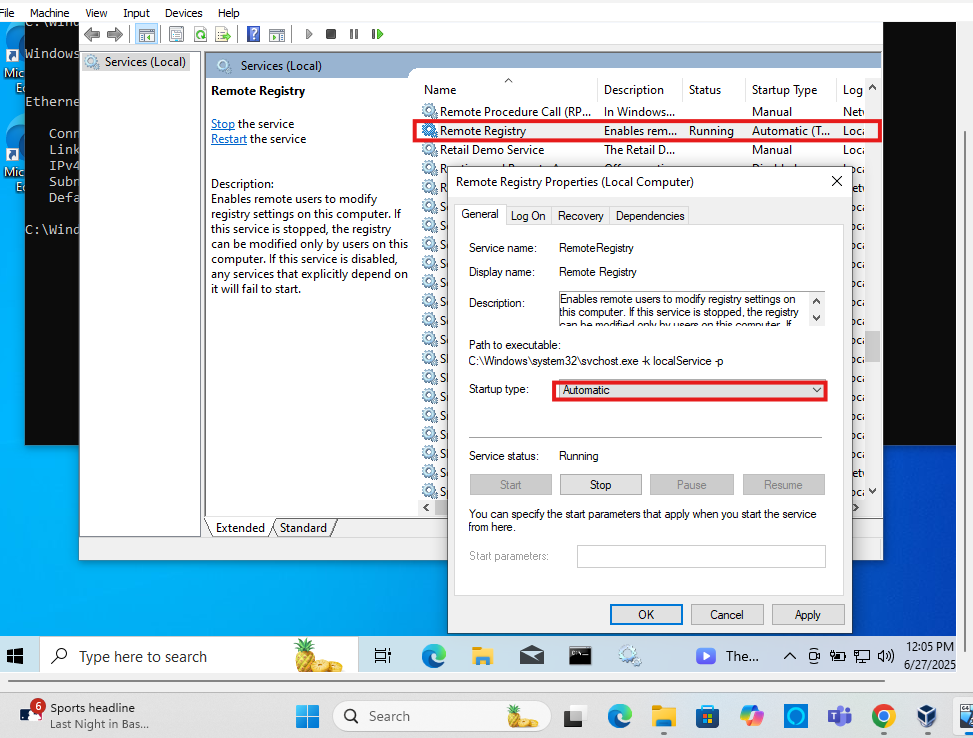 File Machine View Input Devices Help
Windows
Services (Local)
Services (Local)
Remote Registry
Stop the service
Restart the service
Description:
Enables remote users to modify
registry settings on this computer. If
this service is stopped, the registry
can be modified only by users on this
computer. If this service is disabled,
any services that explicitly depend on
it will fail to start.
Name Description Status Startup Type Log
Remote Procedure Call (RP... In Windows... Manual
Remote Registry Enables rem... Running Automatic (T... Loca
Retail Demo Service The Retail D... Manual Loca
Etherne
Conn
Link
IPv4
Subn
Defa
C:\Wind
Remote Registry Properties (Local Computer)
General Log On Recovery Dependencies
Service name: RemoteRegistry
Display name: Remote Registry
Description: Enables remote users to modify registry settings on
this computer. If this service is stopped, the registry
can be modified only by users on this computer. If
Path to executable:
C:\Windows\system32\svchost.exe -k localService -p
Startup type: Automatic
Service status: Running
Start Stop Pause Resume
You can specify the start parameters that apply when you start the service
from here.
Start parameters:
OK Cancel Apply
Extended Standard
Type here to search The... 12:05 PM
6/27/2025
6 Sports headline
Last Night in Bas...
Search